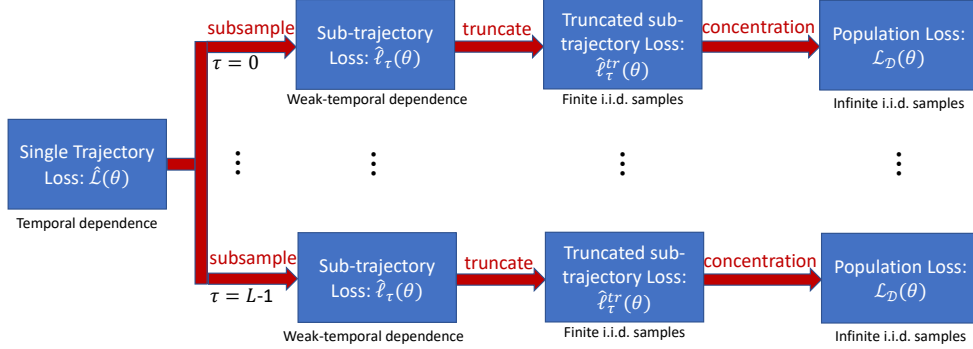 subsample
τ = 0
Sub-trajectory
Loss: ℓ̂_τ(θ)
Weak-temporal dependence
truncate
Truncated sub-
trajectory Loss:
ℓ̂_τ^{tr}(θ)
Finite i.i.d. samples
concentration
Population Loss:
ℒ_𝒟(θ)
Infinite i.i.d. samples
Single Trajectory
Loss: ℒ̂(θ)
Temporal dependence
subsample
τ = L-1
Sub-trajectory
Loss: ℓ̂_τ(θ)
Weak-temporal dependence
truncate
Truncated sub-
trajectory Loss:
ℓ̂_τ^{tr}(θ)
Finite i.i.d. samples
concentration
Population Loss:
ℒ_𝒟(θ)
Infinite i.i.d. samples